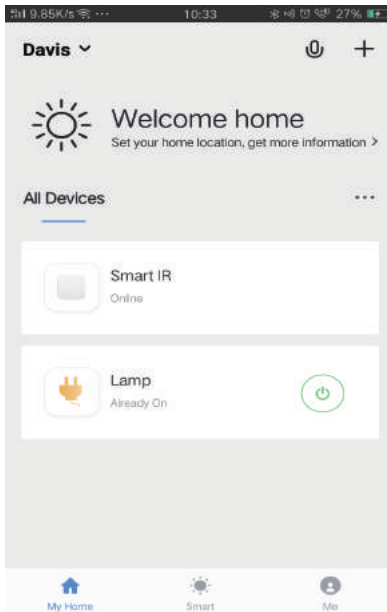 9.85K/s ... 10:33 27%
Davis
Welcome home
Set your home location, get more information >
All Devices
...
Smart IR
Online
Lamp
Already On
My Home Smart Me